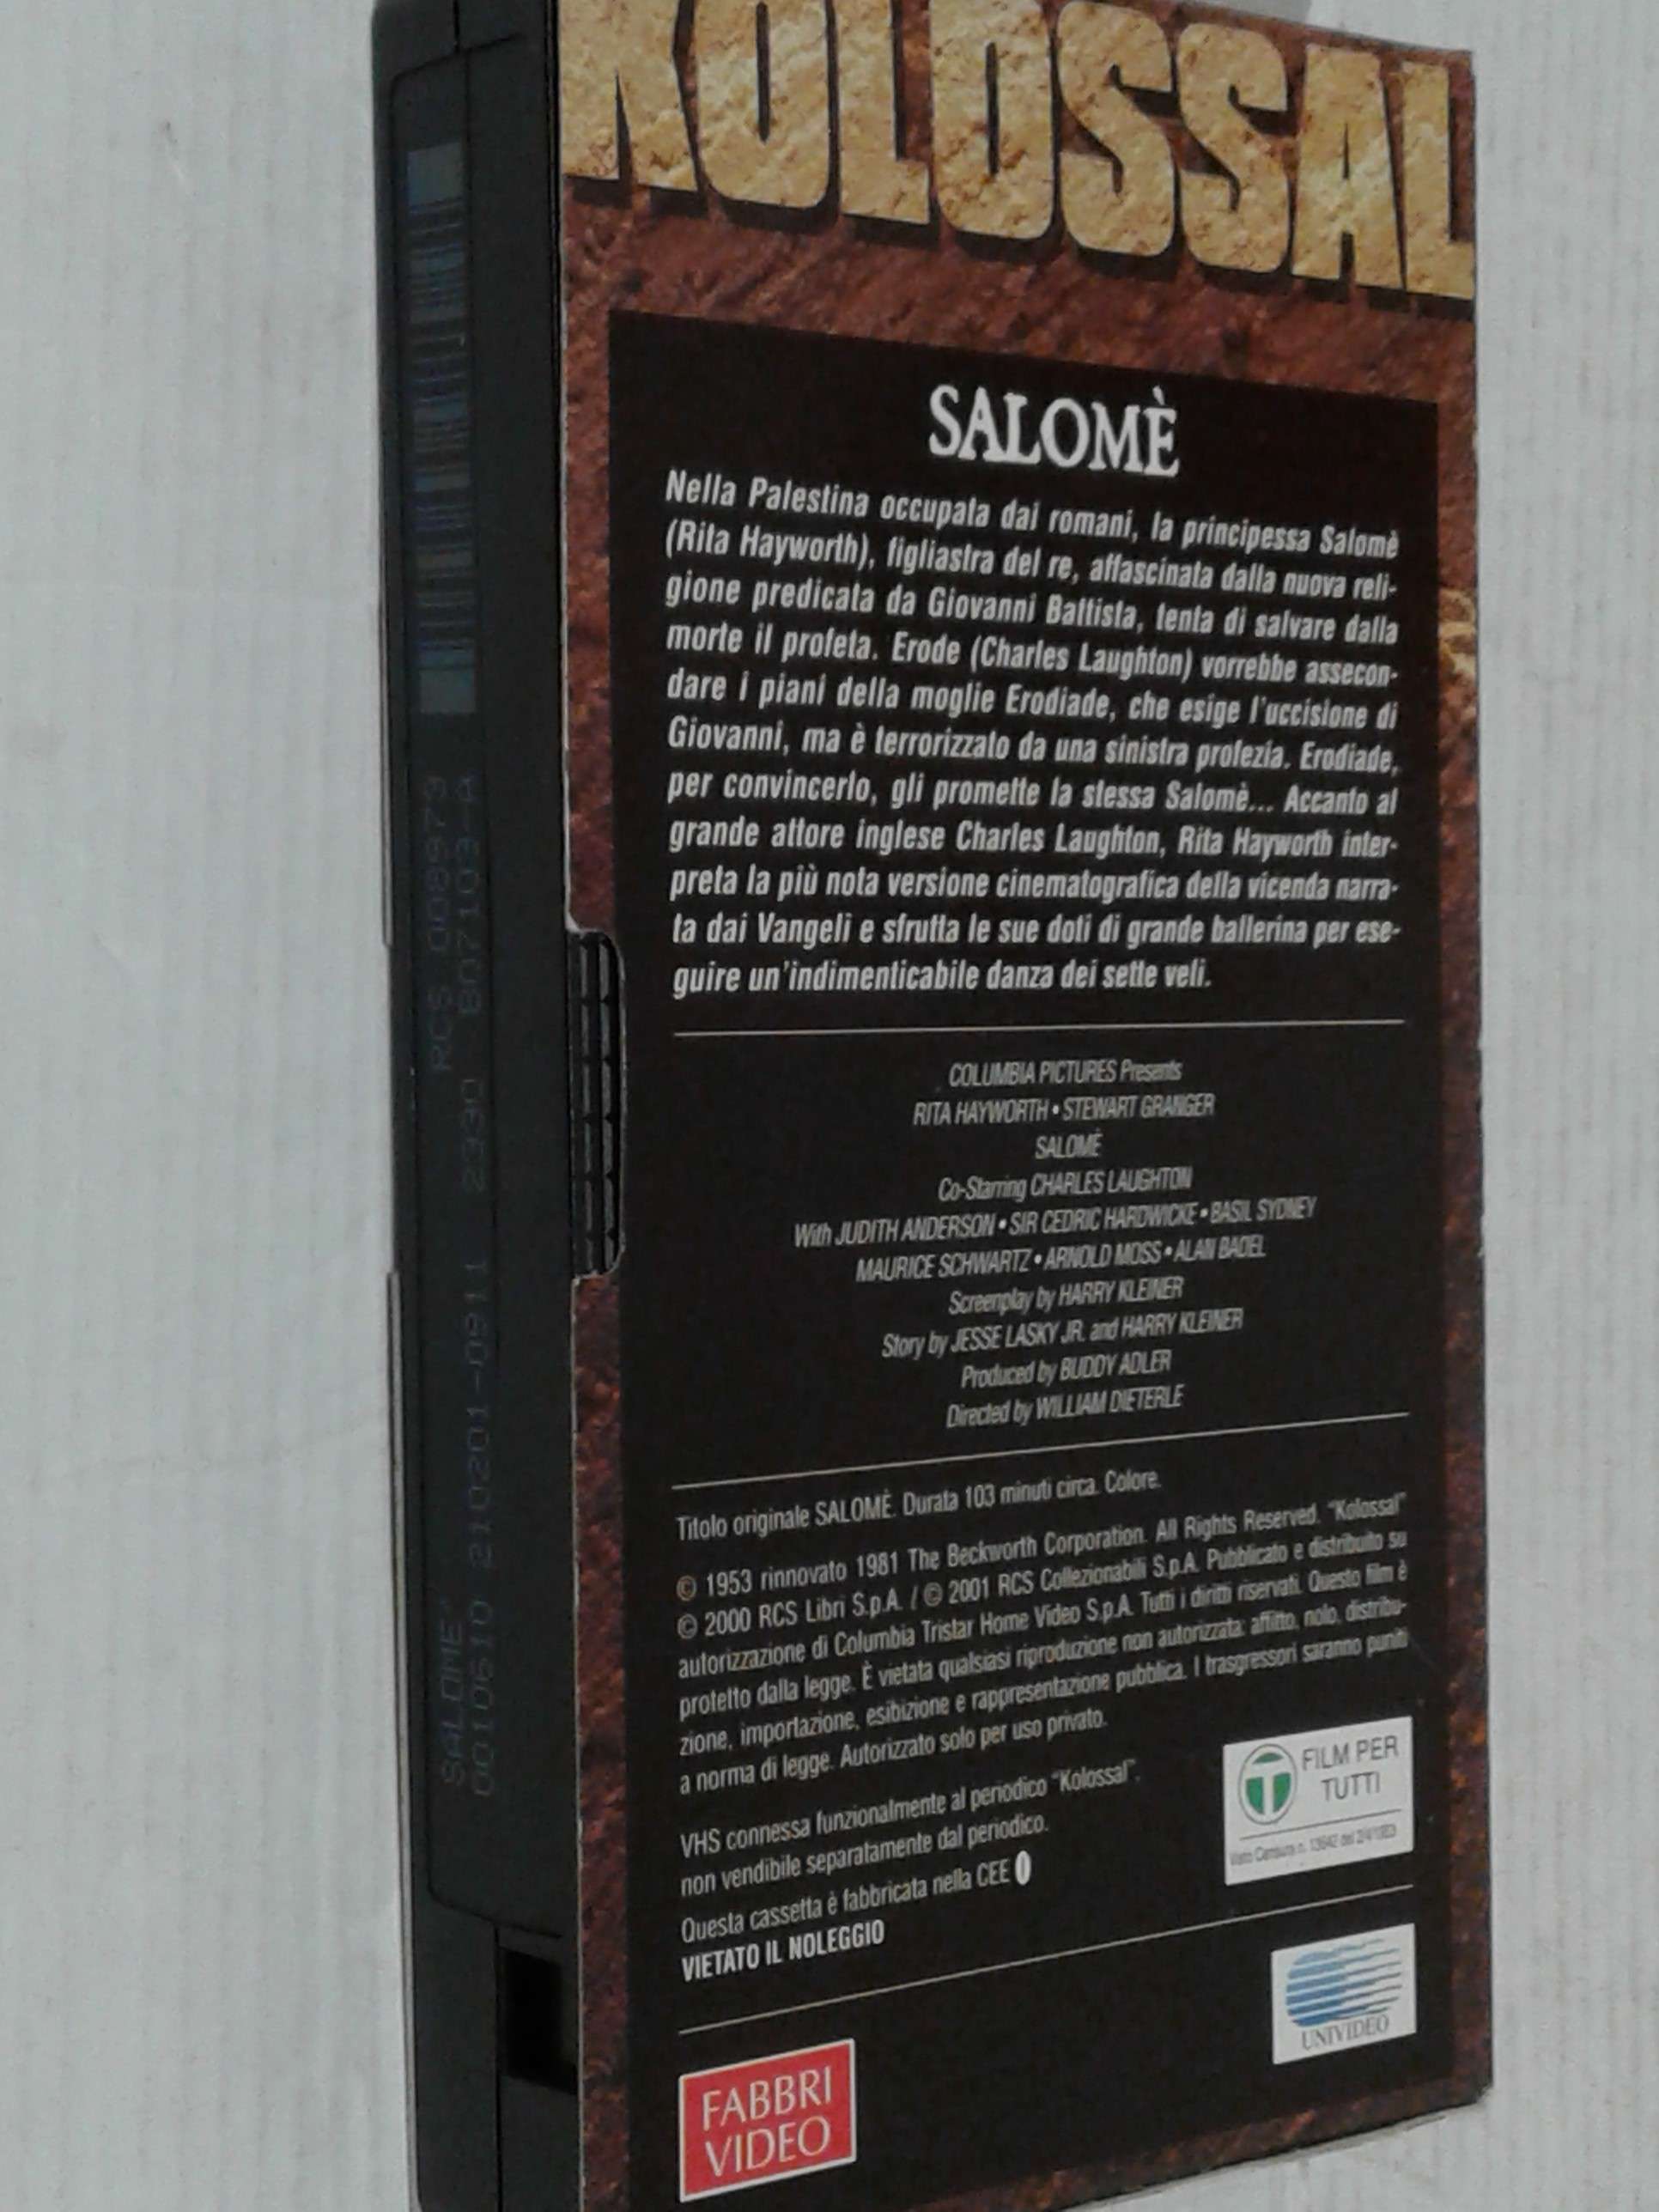 KOLOSSAL
SALOMÈ
Nella Palestina occupata dai romani, la principessa Salomè
(Rita Hayworth), figliastra del re, affascinata dalla nuova reli-
gione predicata da Giovanni Battista, tenta di salvare dalla
morte il profeta. Erode (Charles Laughton) vorrebbe assecon-
dare i piani della moglie Erodiade, che esige l'uccisione di
Giovanni, ma è terrorizzato da una sinistra profezia. Erodiade,
per convincerlo, gli promette la stessa Salomè... Accanto al
grande attore inglese Charles Laughton, Rita Hayworth inter-
preta la più nota versione cinematografica della vicenda narra-
ta dai Vangeli e sfrutta le sue doti di grande ballerina per ese-
guire un'indimenticabile danza dei sette veli.
COLUMBIA PICTURES Presents
RITA HAYWORTH • STEWART GRANGER
SALOMÈ
Co-Starring CHARLES LAUGHTON
With JUDITH ANDERSON • SIR CEDRIC HARDWICKE • BASIL SYDNEY
MAURICE SCHWARTZ • ARNOLD MOSS • ALAN BADEL
Screenplay by HARRY KLEINER
Story by JESSE LASKY JR. and HARRY KLEINER
Produced by BUDDY ADLER
Directed by WILLIAM DIETERLE
Titolo originale SALOMÈ. Durata 103 minuti circa. Colore.
© 1953 rinnovato 1981 The Beckworth Corporation. All Rights Reserved. "Kolossal"
© 2000 RCS Libri S.p.A. / © 2001 RCS Collezionabili S.p.A. Pubblicato e distribuito su
autorizzazione di Columbia Tristar Home Video S.p.A. Tutti i diritti riservati. Questo film è
protetto dalla legge. È vietata qualsiasi riproduzione non autorizzata: affitto, nolo, distribu-
zione, importazione, esibizione e rappresentazione pubblica. I trasgressori saranno puniti
a norma di legge. Autorizzato solo per uso privato.
VHS connessa funzionalmente al periodico "Kolossal",
non vendibile separatamente dal periodico.
Questa cassetta è fabbricata nella CEE
VIETATO IL NOLEGGIO
T FILM PER
TUTTI
Visto Censura n. 13642 del
UNIVIDEO
FABBRI
VIDEO
SALOME' RCS 008973
0010610 210201-0911 2330 807103-A